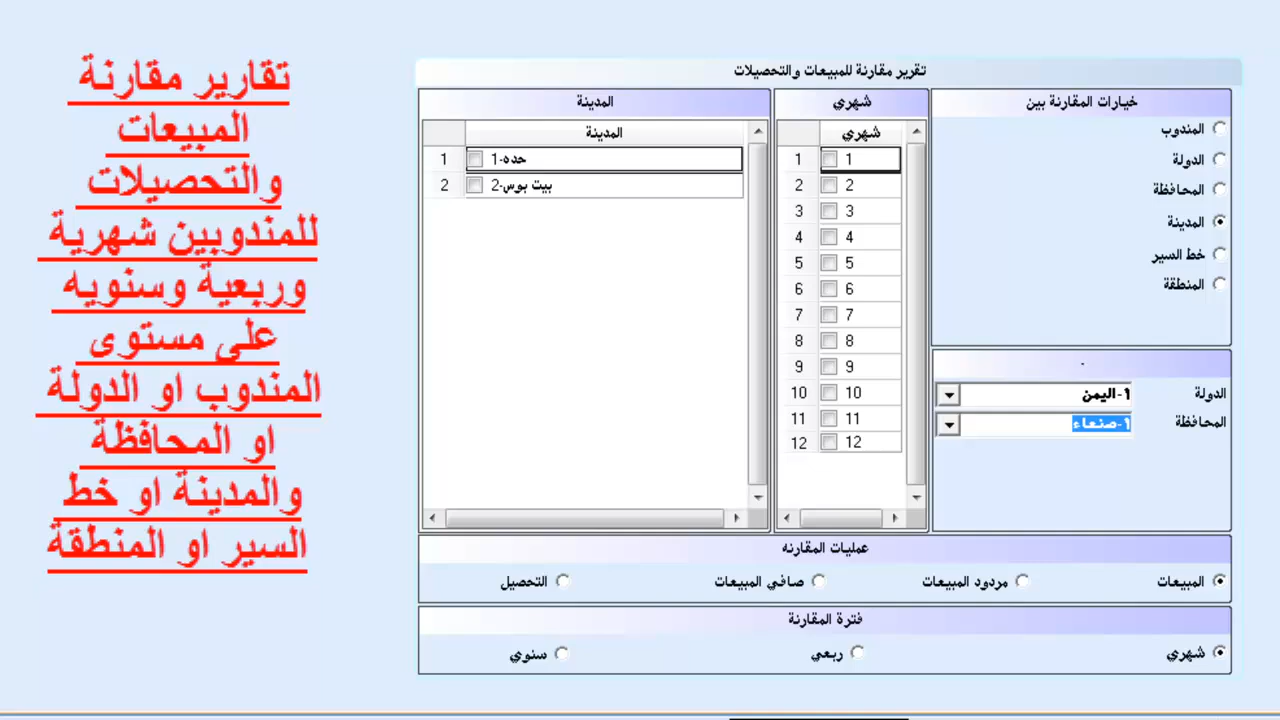 تقارير مقارنة
المبيعات
والتحصيلات
للمندوبين شهرية
وربعية وسنويه
على مستوى
المندوب او الدولة
او المحافظة
والمدينة او خط
السير او المنطقة
تقرير مقارنة للمبيعات والتحصيلات
خيارات المقارنة بين
المندوب
الدولة
المحافظة
المدينة
خط السير
المنطقة
-
الدولة ١-اليمن
المحافظة ١-صنعاء
شهري
شهري
1 1
2 2
3 3
4 4
5 5
6 6
7 7
8 8
9 9
10 10
11 11
12 12
المدينة
المدينة
1 1-حده
2 2-بيت بوس
عمليات المقارنه
المبيعات مردود المبيعات صافي المبيعات التحصيل
فترة المقارنة
شهري ربعي سنوي